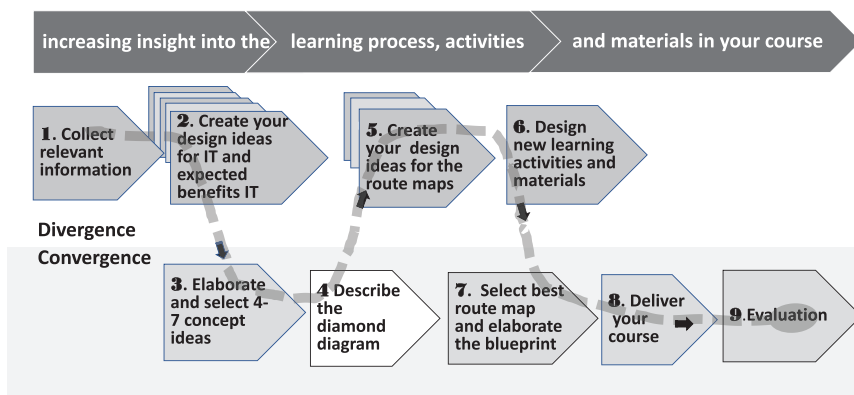 increasing insight into the learning process, activities and materials in your course
1. Collect
relevant
information
2. Create your
design ideas
for IT and
expected
benefits IT
5. Create
your design
ideas for the
route maps
6. Design
new learning
activities and
materials
Divergence
Convergence
3. Elaborate
and select 4-
7 concept
ideas
4 Describe
the
diamond
diagram
7. Select best
route map
and elaborate
the blueprint
8. Deliver
your
course
9.Evaluation